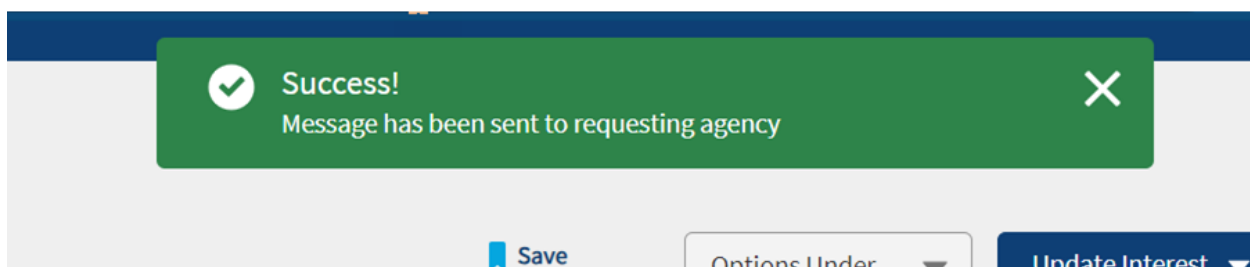 Success!
Message has been sent to requesting agency
Save
Options Under
Update Interest